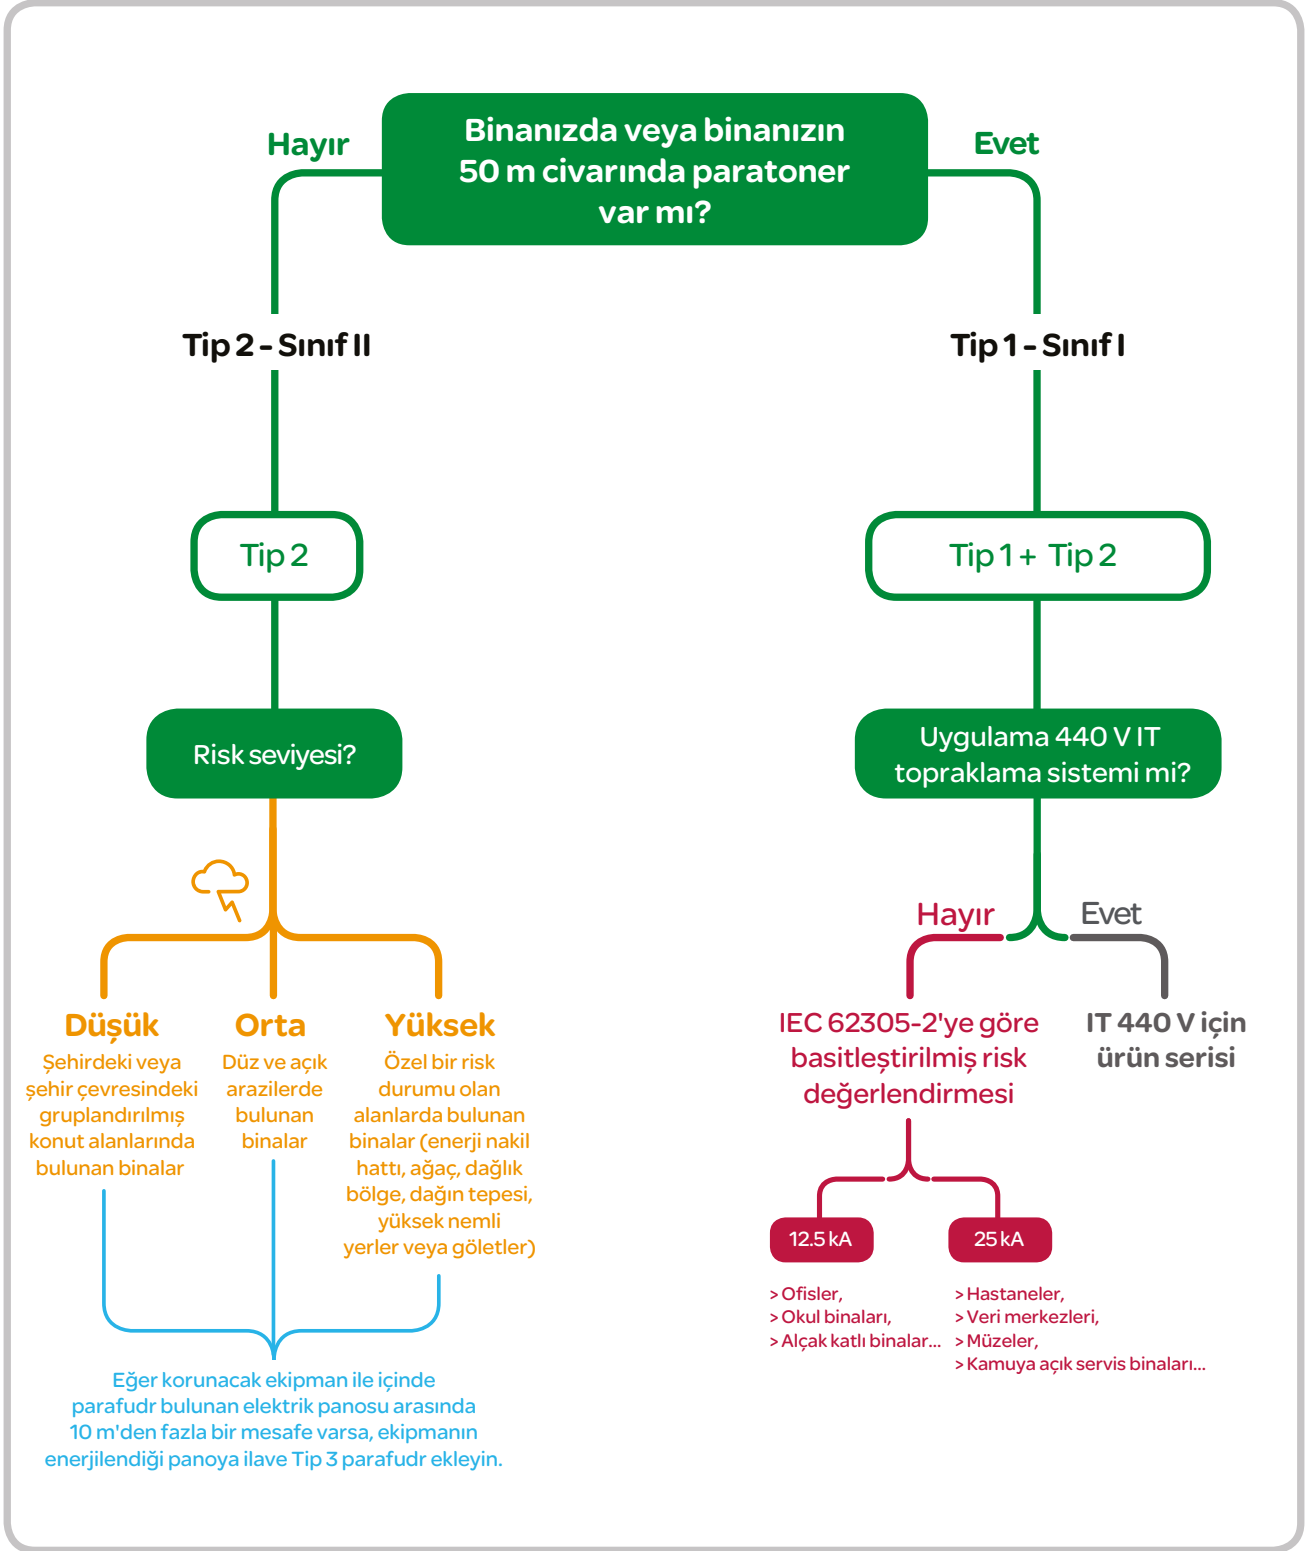 Binanızda veya binanızın
50 m civarında paratoner
var mı?
Hayır
Evet
Tip 2 - Sınıf II
Tip 1 - Sınıf I
Tip 2
Tip 1 + Tip 2
Risk seviyesi?
Uygulama 440 V IT
topraklama sistemi mi?
Düşük
Şehirdeki veya
şehir çevresindeki
gruplandırılmış
konut alanlarında
bulunan binalar
Orta
Düz ve açık
arazilerde
bulunan
binalar
Yüksek
Özel bir risk
durumu olan
alanlarda bulunan
binalar (enerji nakil
hattı, ağaç, dağlık
bölge, dağın tepesi,
yüksek nemli
yerler veya göletler)
Eğer korunacak ekipman ile içinde
parafudr bulunan elektrik panosu arasında
10 m'den fazla bir mesafe varsa, ekipmanın
enerjilendiği panoya ilave Tip 3 parafudr ekleyin.
Hayır
Evet
IEC 62305-2'ye göre
basitleştirilmiş risk
değerlendirmesi
IT 440 V için
ürün serisi
12.5 kA
> Ofisler,
> Okul binaları,
> Alçak katlı binalar...
25 kA
> Hastaneler,
> Veri merkezleri,
> Müzeler,
> Kamuya açık servis binaları...